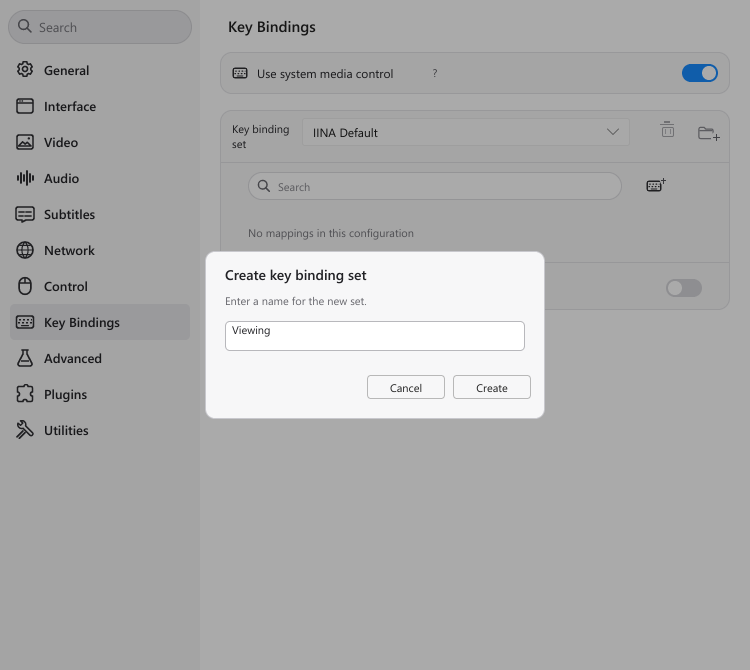 Search
General
Interface
Video
Audio
Subtitles
Network
Control
Key Bindings
Advanced
Plugins
Utilities
Key Bindings
Use system media control ?
Key binding set
IINA Default
Search
No mappings in this configuration
Create key binding set
Enter a name for the new set.
Viewing
Cancel Create